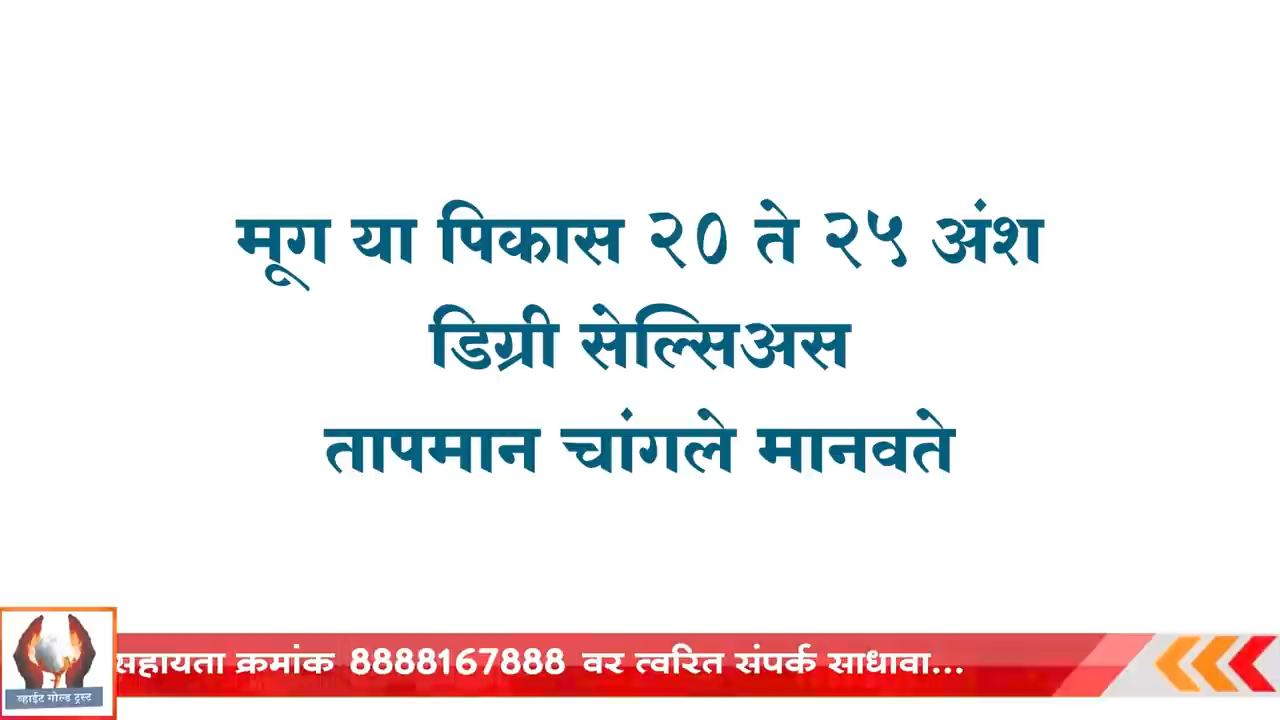 मूग या पिकास २० ते २५ अंश
डिग्री सेल्सिअस
तापमान चांगले मानवते
सहायता क्रमांक 8888167888 वर त्वरित संपर्क साधावा...
व्हाईट गोल्ड ट्रस्ट